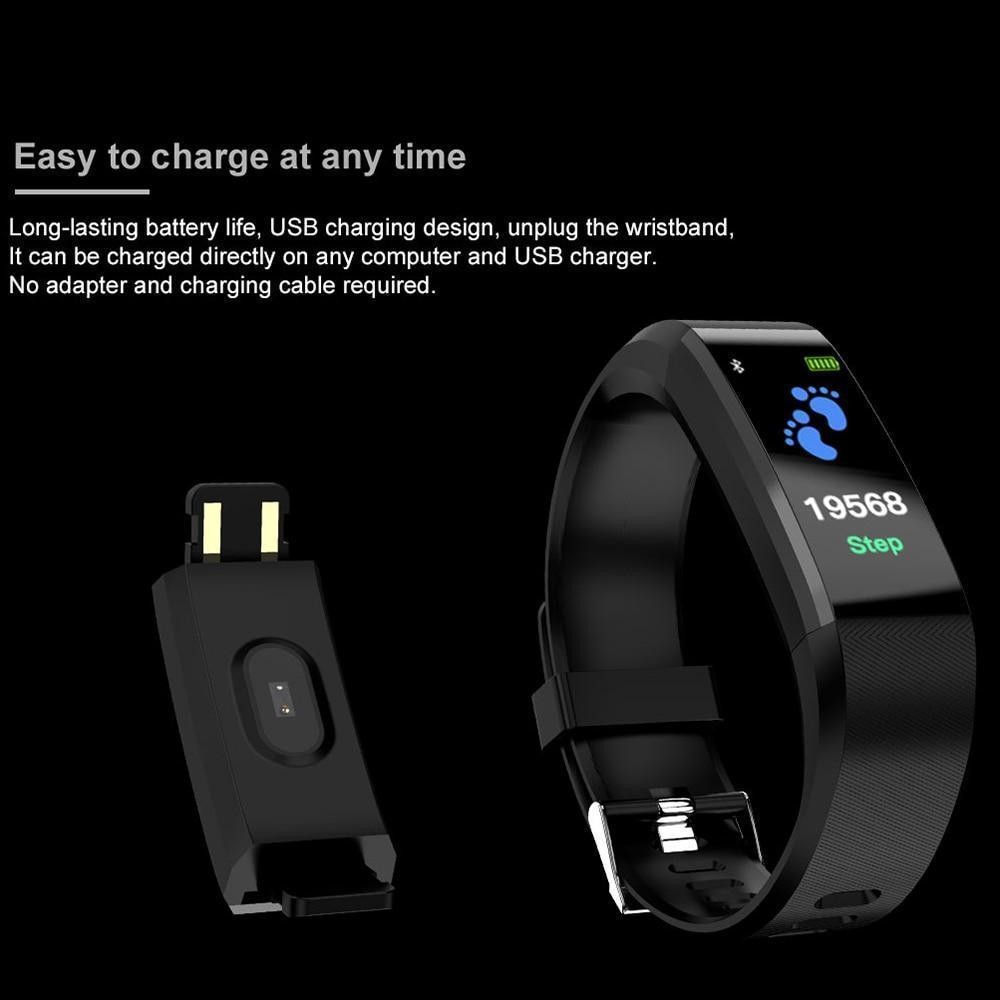 Easy to charge at any time
Long-lasting battery life, USB charging design, unplug the wristband,
It can be charged directly on any computer and USB charger.
No adapter and charging cable required.
19568
Step